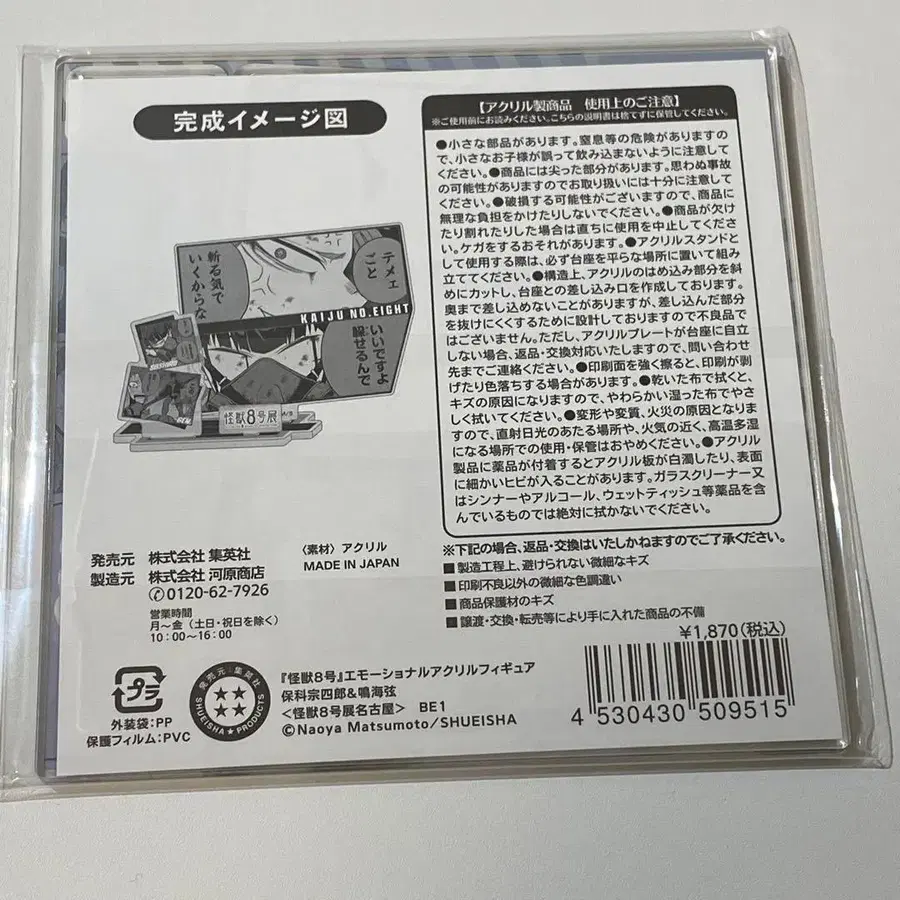 完成イメージ図
テメェ
ごと
斬る気で
いくからな
KAIJU NO.EIGHT
いいですよ
躱せるんで
怪獣8号展
発売元 株式会社 集英社
製造元 株式会社 河原商店
0120-62-7926
営業時間
月〜金（土日・祝日を除く）
10:00〜16:00
〈素材〉アクリル
MADE IN JAPAN
【アクリル製商品 使用上のご注意】
※ご使用前にお読みください。こちらの説明書は捨てずに保管してください。
●小さな部品があります。窒息等の危険がありますの
で、小さなお子様が誤って飲み込まないように注意して
ください。●商品には尖った部分があります。思わぬ事故
の可能性がありますのでお取り扱いには十分に注意して
ください。●破損する可能性がございますので、商品に
無理な負担をかけたりしないでください。●商品が欠け
たり割れたりした場合は直ちに使用を中止してくださ
い。ケガをするおそれがあります。●アクリルスタンドと
して使用する際は、必ず台座を平らな場所に置いて組み
立ててください。●構造上、アクリルのはめ込み部分を斜
めにカットし、台座との差し込み口を作成しております。
奥まで差し込めないことがありますが、差し込んだ部分
を抜けにくくするために設計しており不良品で
はございません。ただし、アクリルプレートが台座に自立
しない場合、返品・交換対応いたしますので、問い合わせ
先までご連絡ください。●印刷面を強く擦ると、印刷が剥
げたり色落ちする場合があります。●乾いた布で拭くと、
キズの原因になりますので、やわらかい湿った布でやさ
しく拭いてください。●変形や変質、火災の原因となりま
すので、直射日光のあたる場所や、火気の近く、高温多湿
になる場所での使用・保管はおやめください。●アクリル
製品に薬品が付着するとアクリル板が白濁したり、表面
に細かいヒビが入ることがあります。ガラスクリーナー又
はシンナーやアルコール、ウェットティッシュ等薬品を含
んでいるものでは絶対に拭かないでください。
※下記の場合、返品・交換はいたしかねますのでご了承ください。
■製造工程上、避けられない微細なキズ
■印刷不良以外の微細な色調違い
■商品保護材のキズ
■譲渡・交換・転売等により手に入れた商品の不備
¥1,870(税込)
プラ
外装袋:PP
保護フィルム:PVC
発売元・集英社
SHUEISHA★PRODUCTS
『怪獣8号』エモーショナルアクリルフィギュア
保科宗四郎&鳴海弦
<怪獣8号展名古屋> BE1
©Naoya Matsumoto/SHUEISHA
4 530430 509515